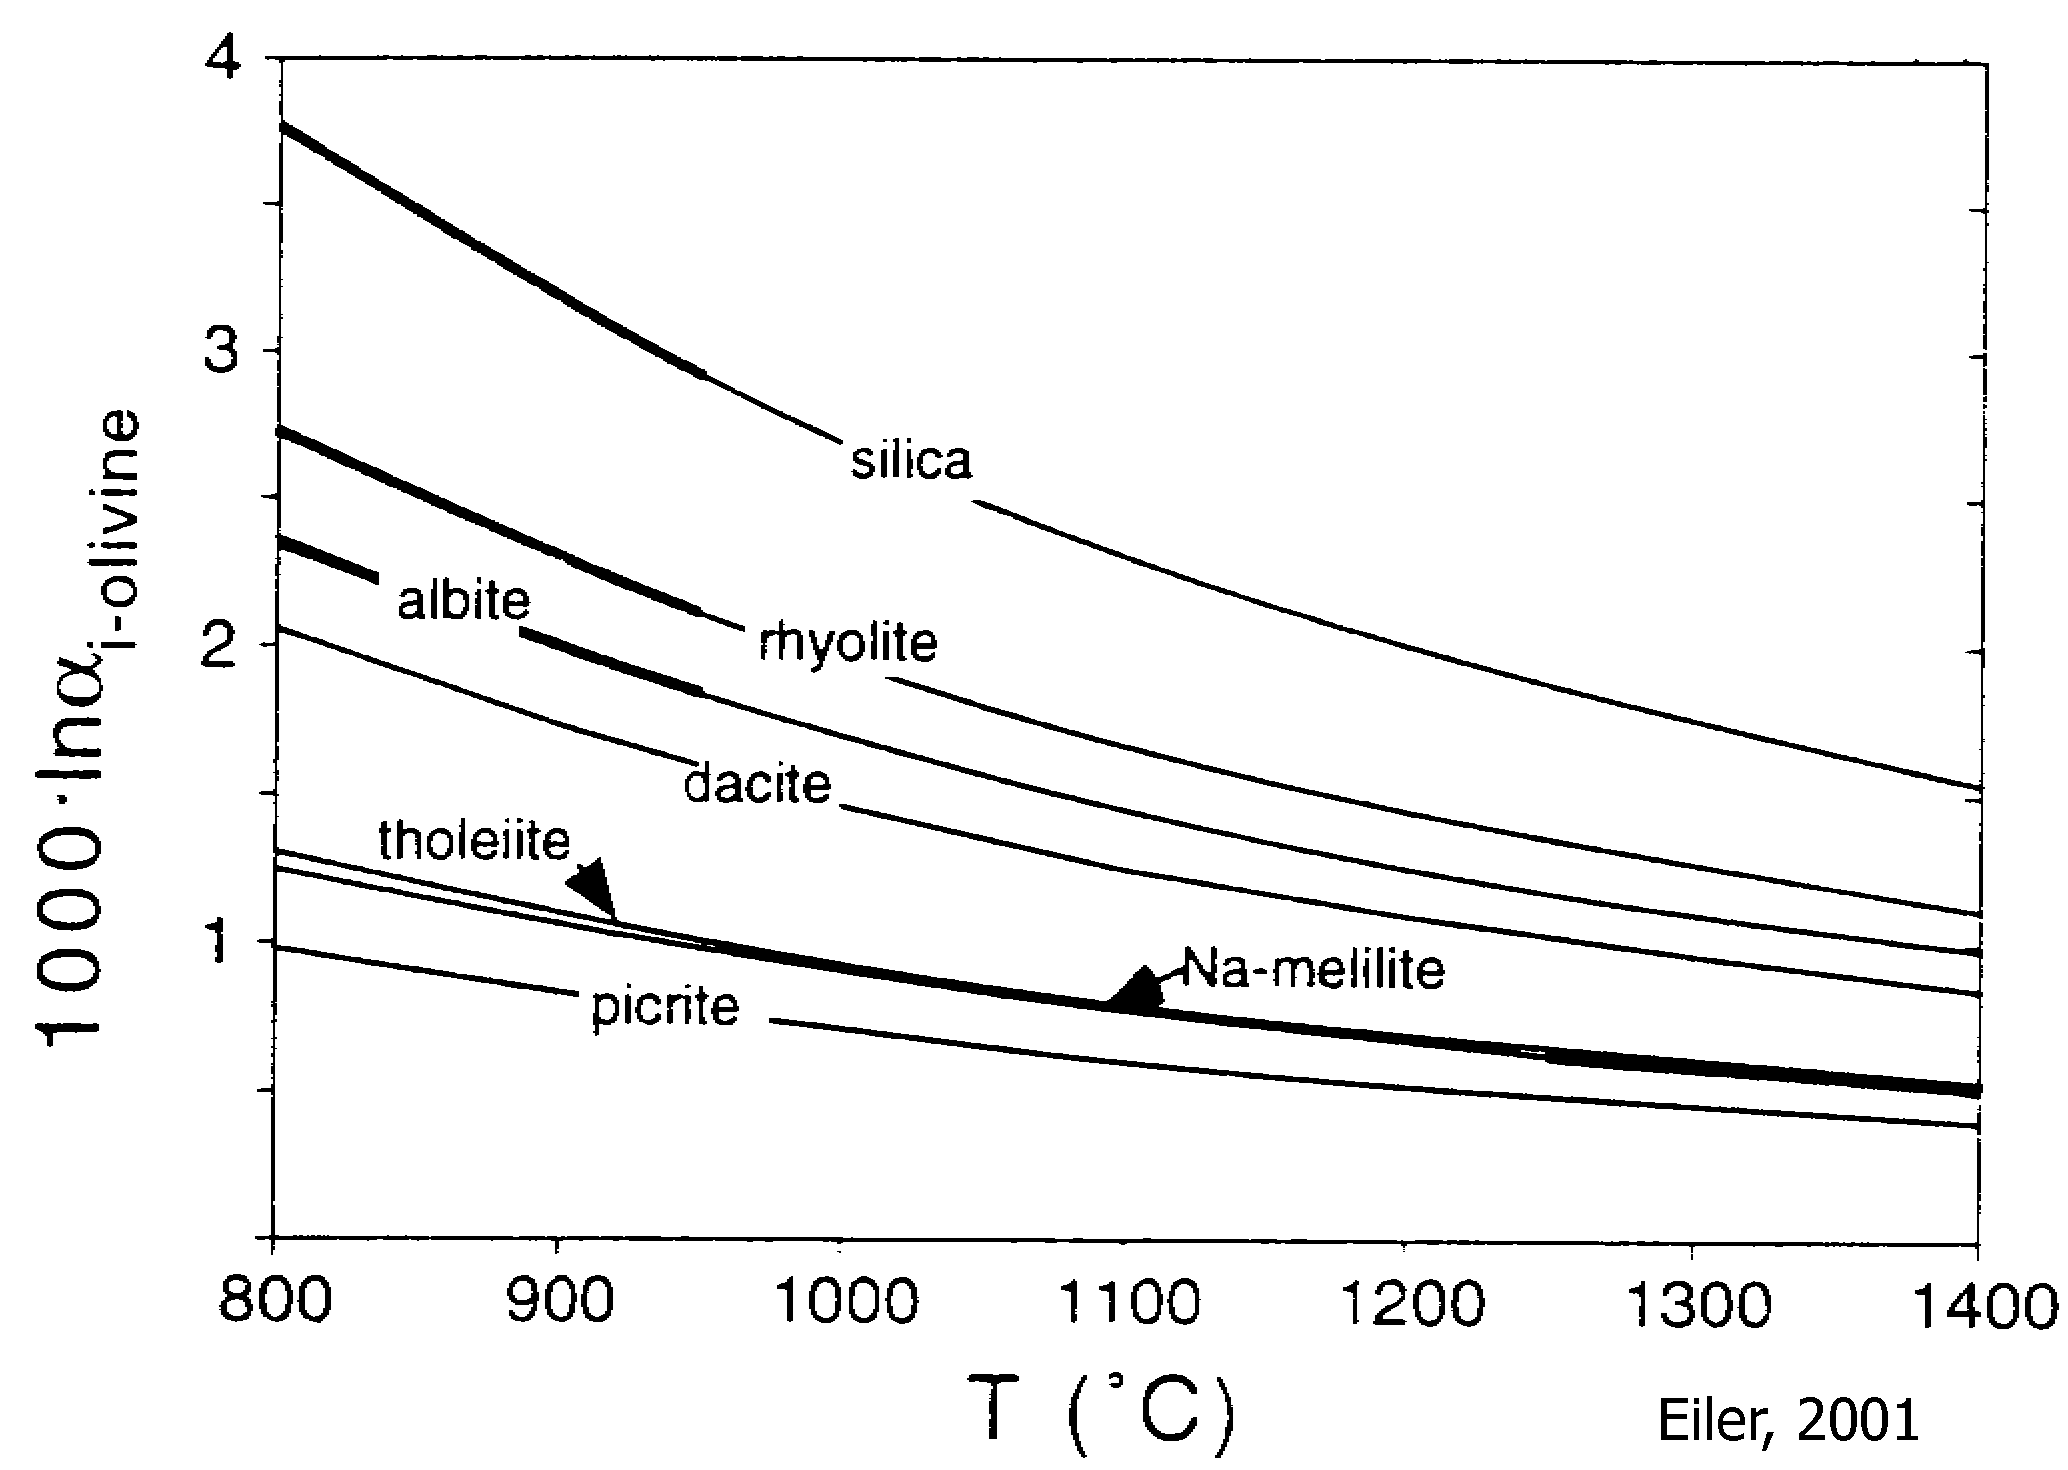 4
3
2
1
1000·lnα i-olivine
silica
rhyolite
albite
dacite
tholeiite
Na-melilite
picrite
800 900 1000 1100 1200 1300 1400
T (°C)
Eiler, 2001